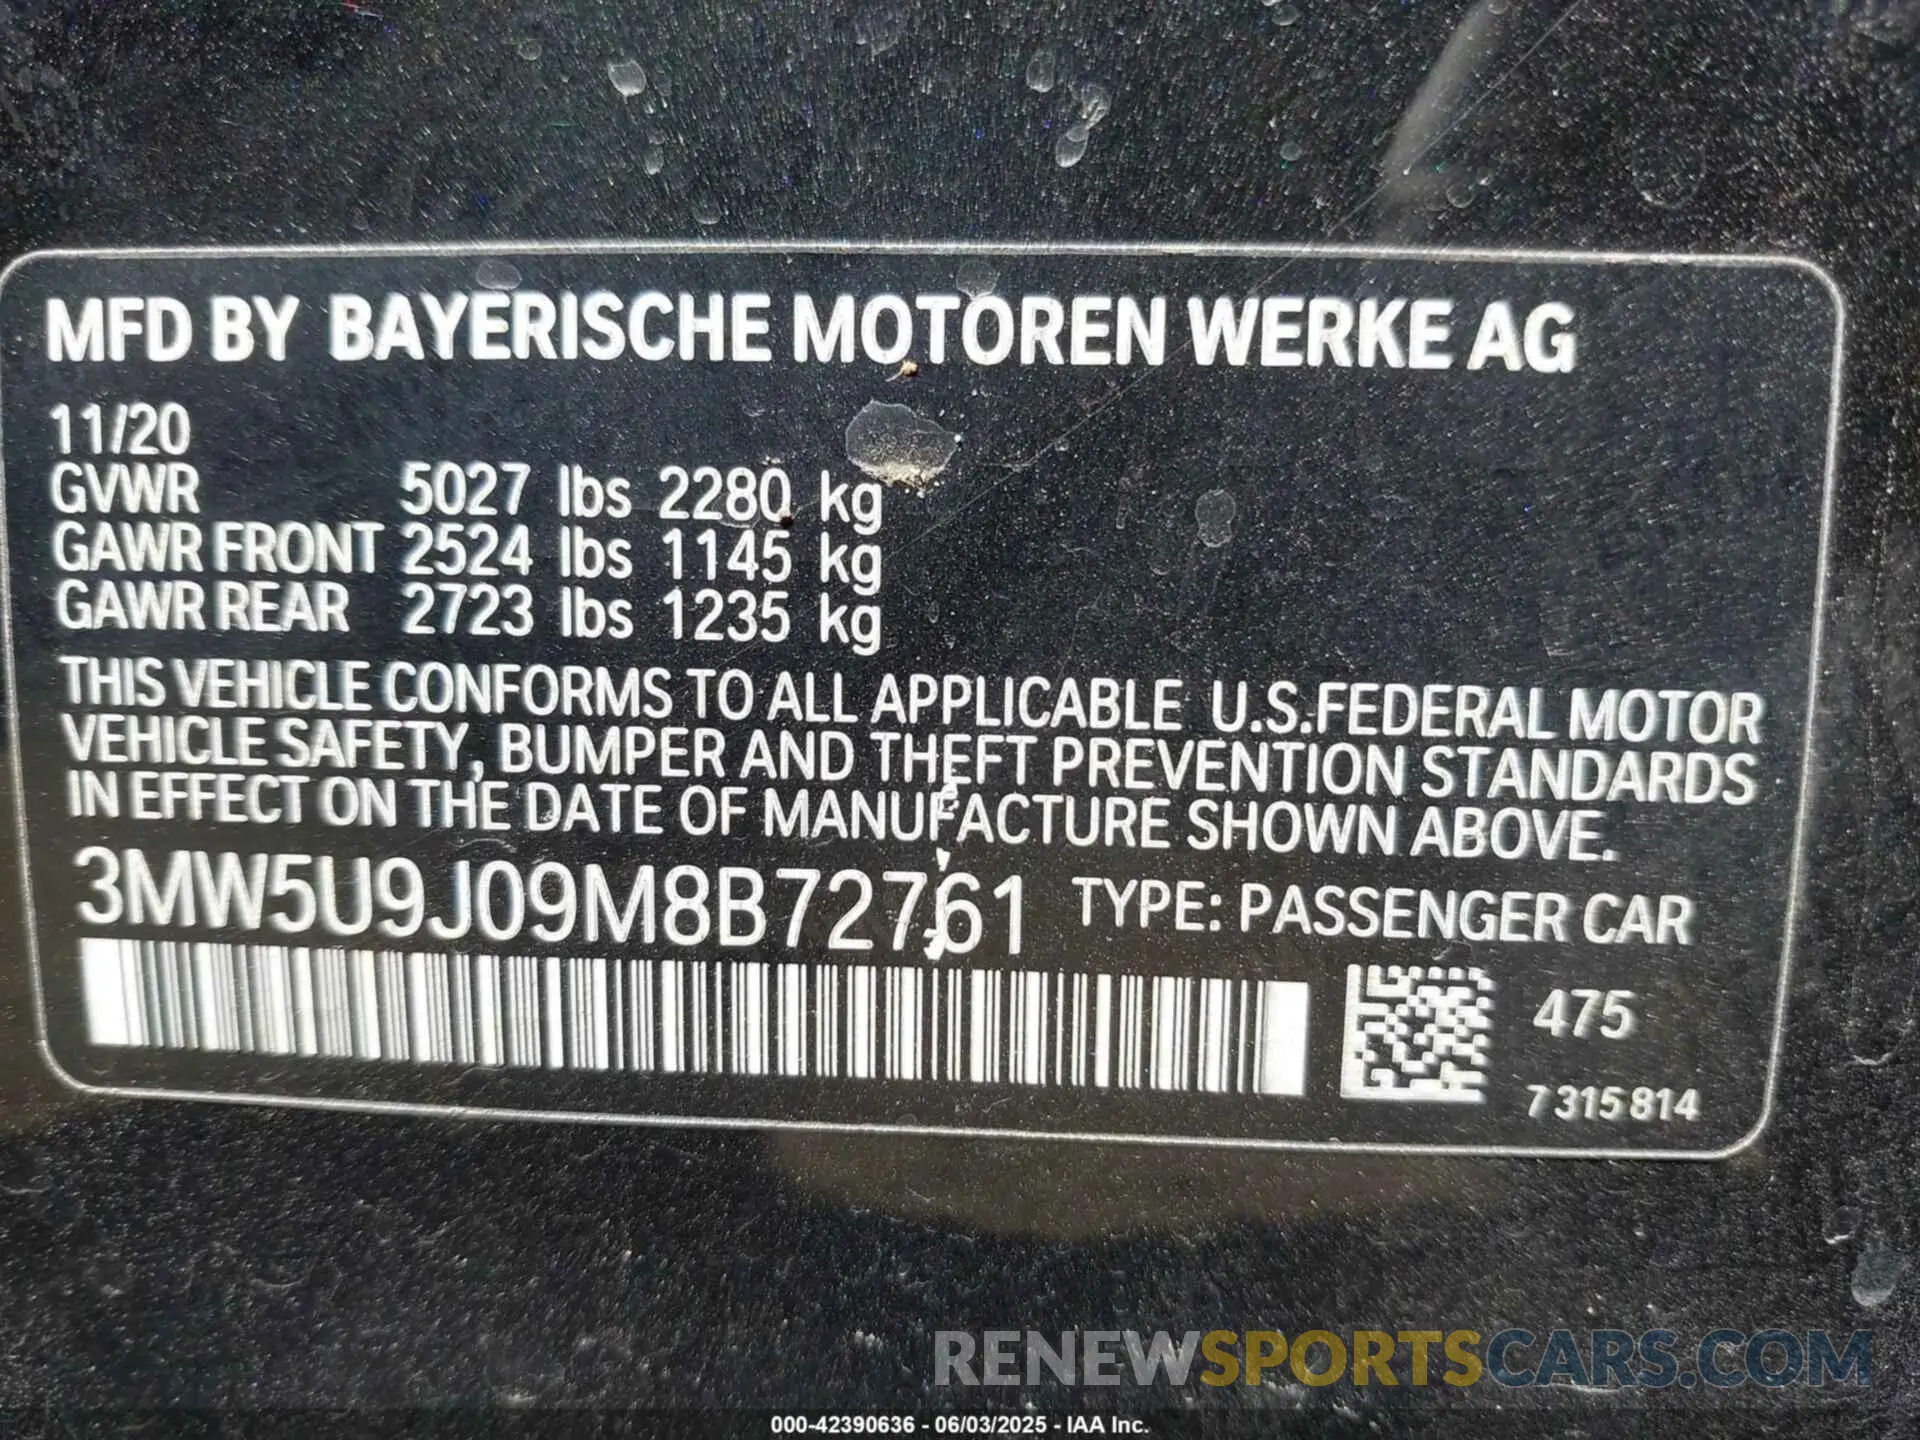 MFD BY BAYERISCHE MOTOREN WERKE AG
11/20
GVWR 5027 lbs 2280 kg
GAWR FRONT 2524 lbs 1145 kg
GAWR REAR 2723 lbs 1235 kg
THIS VEHICLE CONFORMS TO ALL APPLICABLE U.S.FEDERAL MOTOR
VEHICLE SAFETY, BUMPER AND THEFT PREVENTION STANDARDS
IN EFFECT ON THE DATE OF MANUFACTURE SHOWN ABOVE.
3MW5U9J09M8B72761 TYPE: PASSENGER CAR
475
7 315 814
RENEWSPORTSCARS.COM
000-42390636 - 06/03/2025 - IAA Inc.